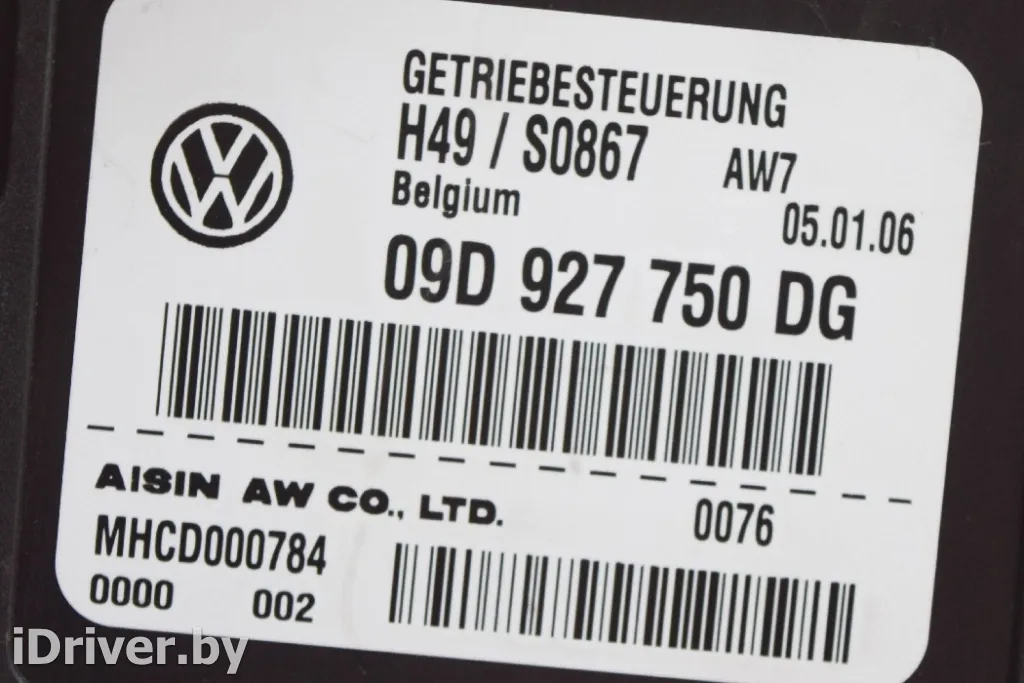 GETRIEBESTEUERUNG
H49 / S0867 AW7
Belgium 05.01.06
09D 927 750 DG
AISIN AW CO., LTD. 0076
MHCD000784
0000 002
iDriver.by